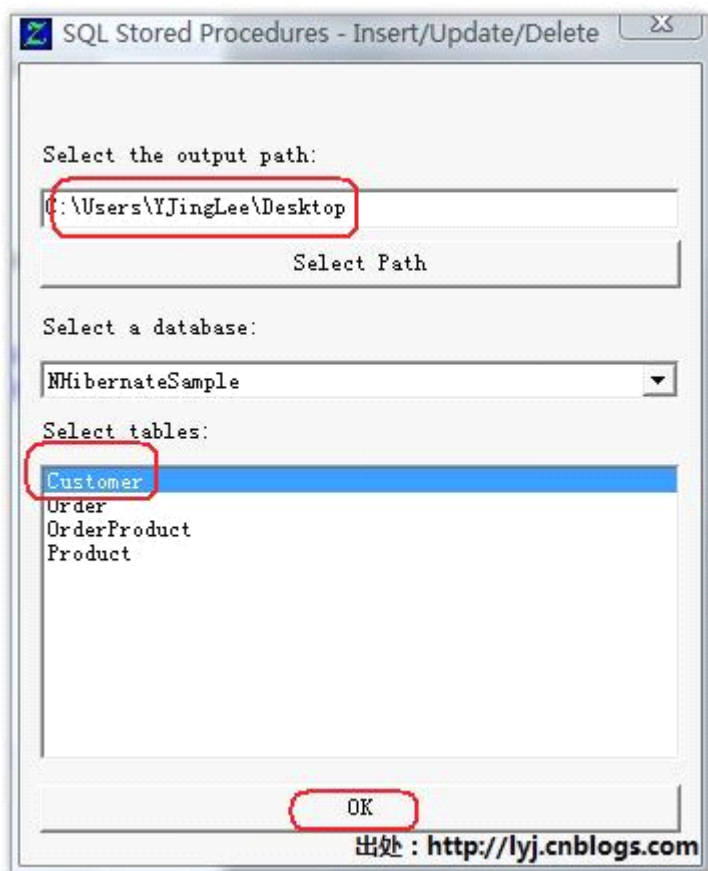 SQL Stored Procedures - Insert/Update/Delete
Select the output path:
C:\Users\YJingLee\Desktop
Select Path
Select a database:
NHibernateSample
Select tables:
Customer
Order
OrderProduct
Product
OK
出处：http://lyj.cnblogs.com